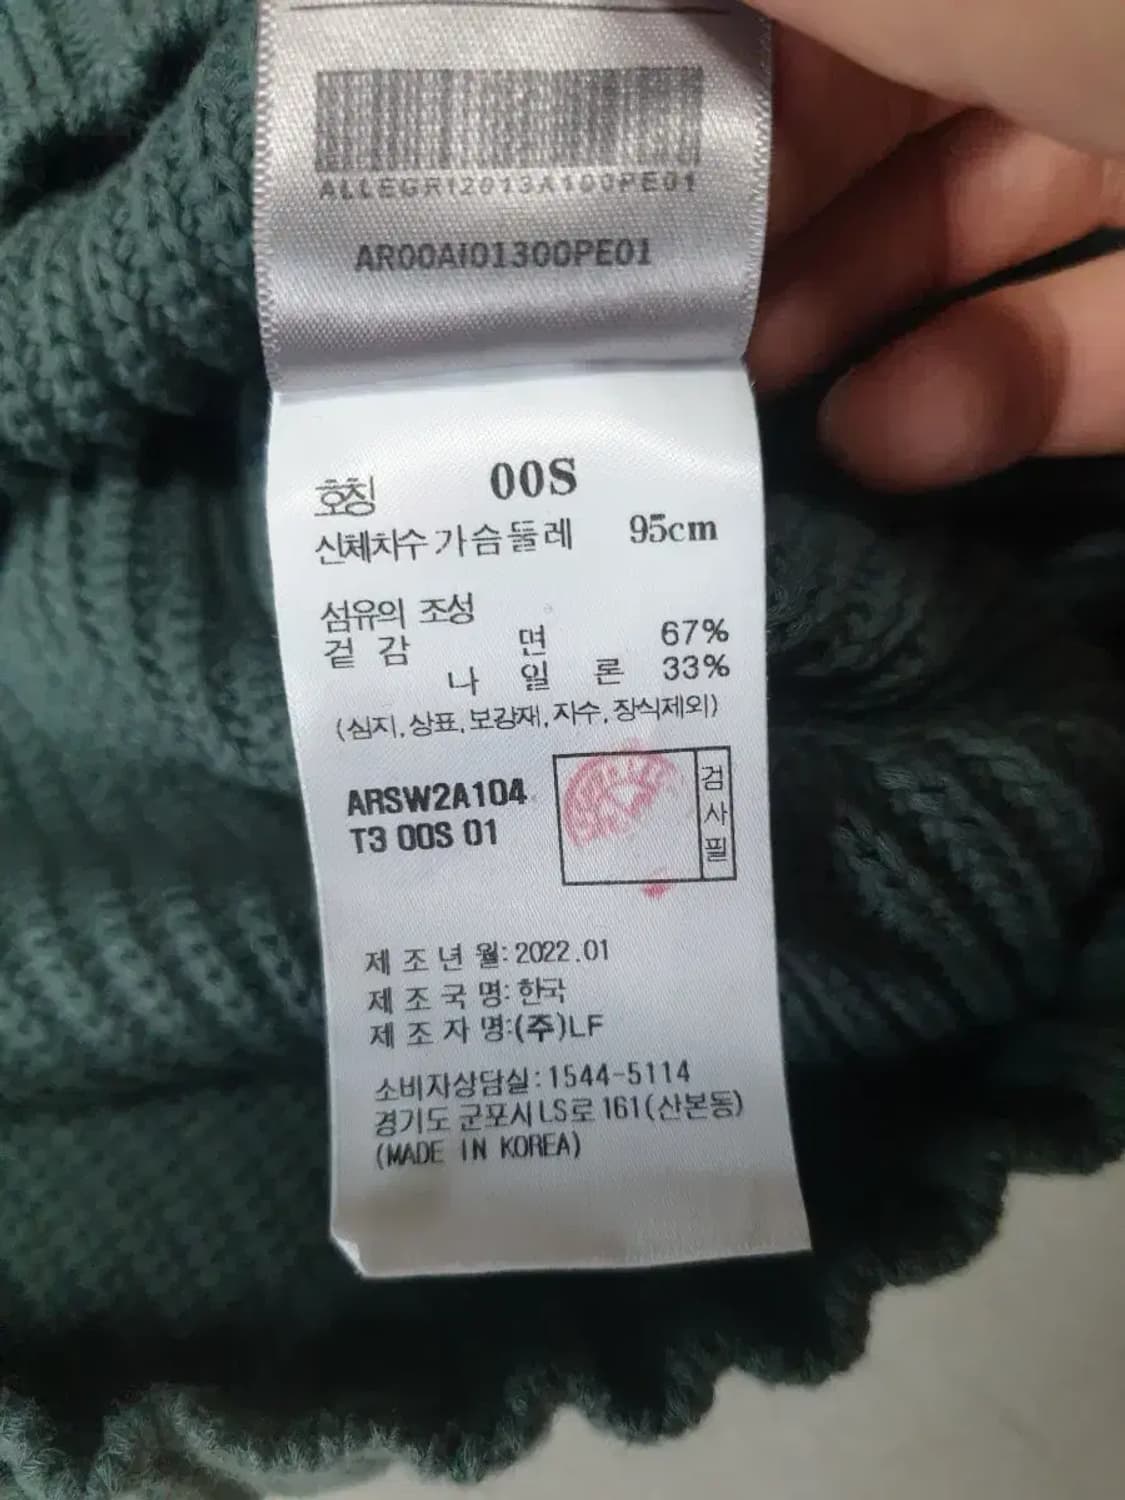 ALLEGRI2013A100PE01
AR00AI01300PE01
호칭 00S
신체치수 가슴둘레 95cm
섬유의 조성
겉감 면 67%
나일론 33%
(심지, 상표, 보강재, 자수, 장식제외)
ARSW2A104
T3 00S 01
검사필
제조년월: 2022.01
제조국명: 한국
제조자명:(주)LF
소비자상담실:1544-5114
경기도 군포시 LS로 161(산본동)
(MADE IN KOREA)